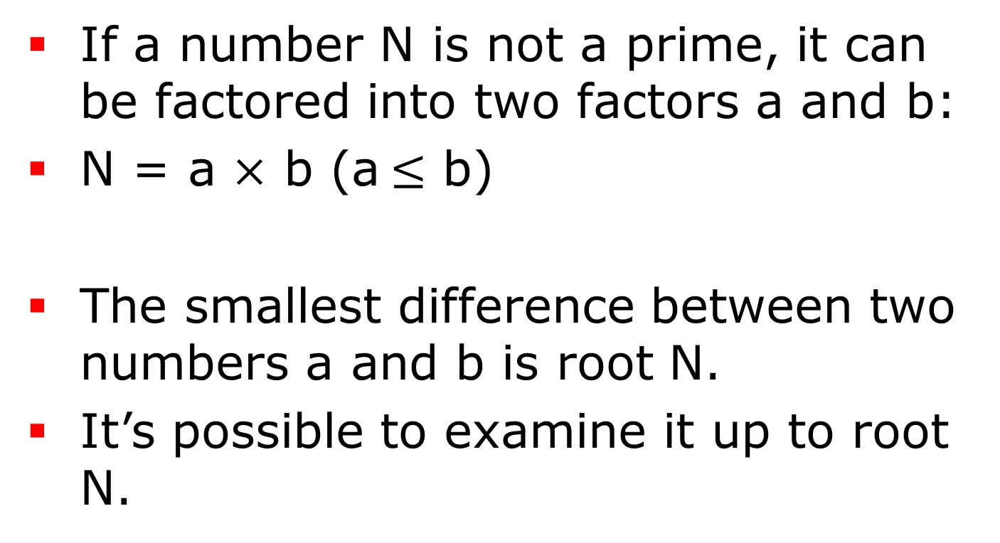 ▪ If a number N is not a prime, it can
be factored into two factors a and b:
▪ N = a × b (a ≤ b)
▪ The smallest difference between two
numbers a and b is root N.
▪ It’s possible to examine it up to root
N.